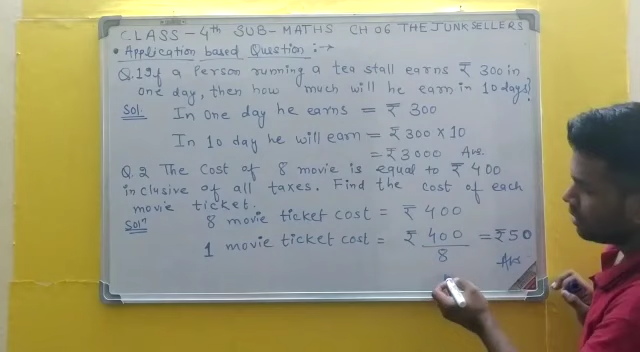 CLASS - 4th SUB- MATHS CH 06 THE JUNK SELLERS
• Application based Question :-→
Q.1 If a Person running a tea stall earns ₹ 300 in
one day, then how much will he earn in 10 days?
Sol. In one day he earns = ₹ 300
In 10 day he will earn = ₹ 300 x 10
= ₹ 3000 Ans.
Q.2 The Cost of 8 movie is equal to ₹ 400
inclusive of all taxes. Find the cost of each
movie ticket.
Solⁿ 8 movie ticket cost = ₹ 400
1 movie ticket cost = ₹ 400/8 = ₹50
Ans